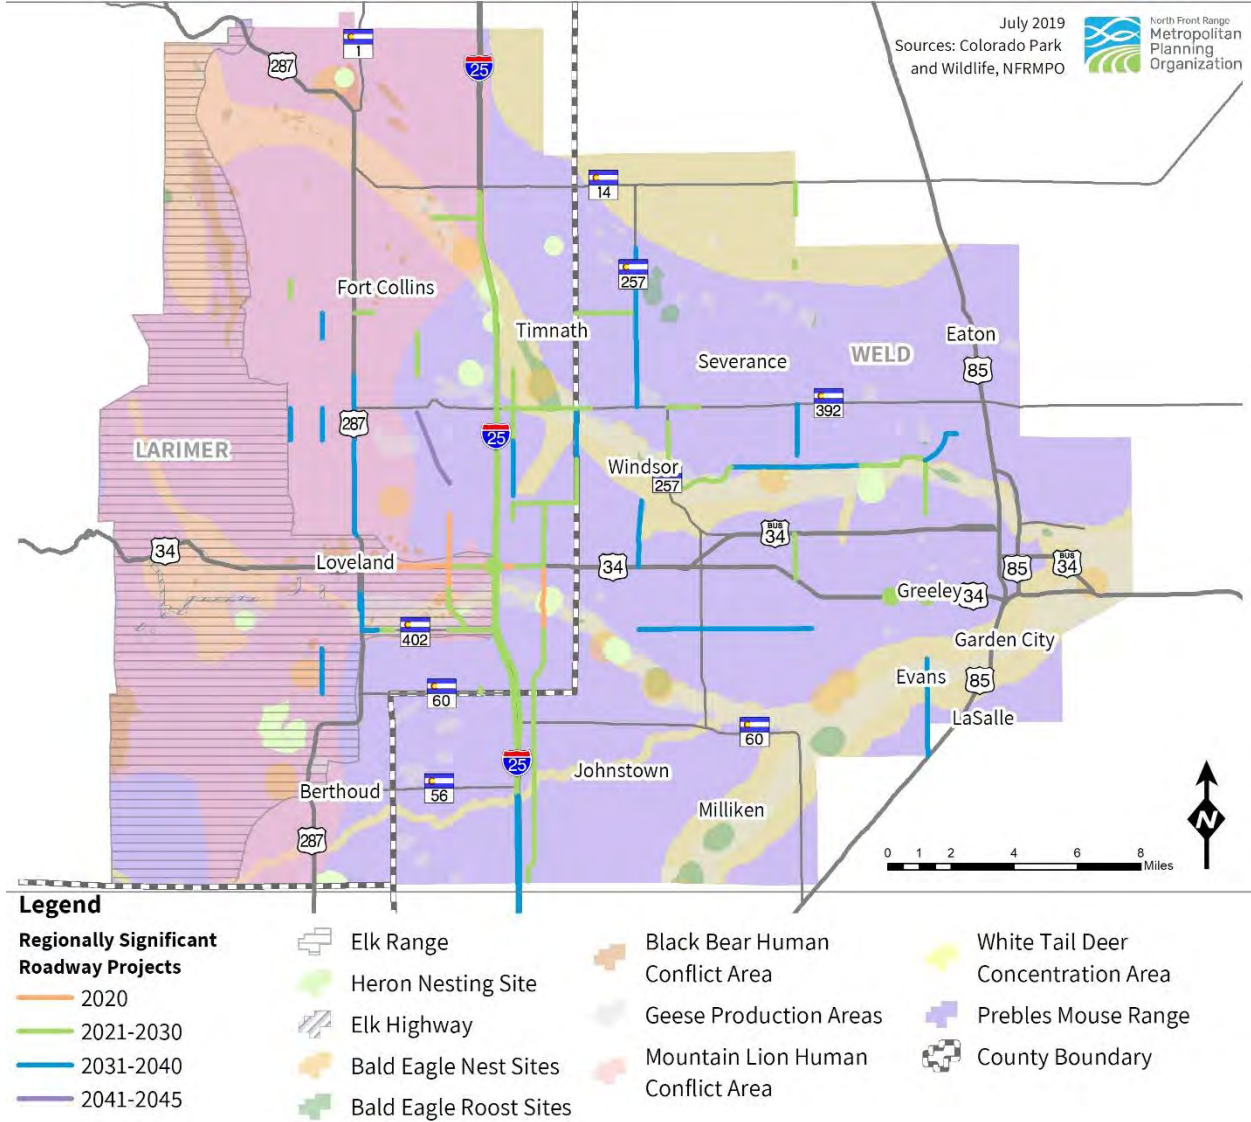 July 2019
Sources: Colorado Park
and Wildlife, NFRMPO
North Front Range
Metropolitan
Planning
Organization
287
1
25
14
257
Fort Collins
Timnath
Severance
WELD
Eaton
85
392
LARIMER
287
25
Windsor
257
34
Loveland
34
BUS
34
85
BUS
34
Greeley
34
402
Garden City
Evans
85
60
LaSalle
60
25
Johnstown
Berthoud
56
Milliken
287
N
0 1 2 4 6 8
Miles
Legend
Regionally Significant
Roadway Projects
2020
2021-2030
2031-2040
2041-2045
Elk Range
Heron Nesting Site
Elk Highway
Bald Eagle Nest Sites
Bald Eagle Roost Sites
Black Bear Human
Conflict Area
Geese Production Areas
Mountain Lion Human
Conflict Area
White Tail Deer
Concentration Area
Prebles Mouse Range
County Boundary